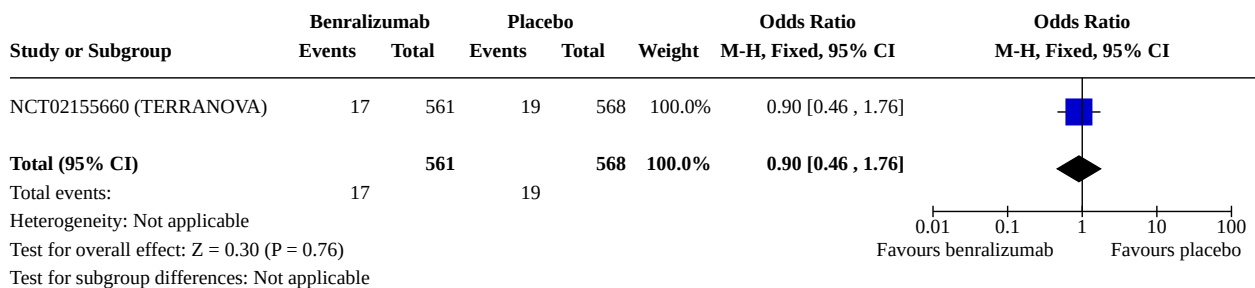 Benralizumab Placebo Odds Ratio Odds Ratio
Study or Subgroup Events Total Events Total Weight M-H, Fixed, 95% CI M-H, Fixed, 95% CI
NCT02155660 (TERRANOVA) 17 561 19 568 100.0% 0.90 [0.46 , 1.76]
Total (95% CI) 561 568 100.0% 0.90 [0.46 , 1.76]
Total events: 17 19
Heterogeneity: Not applicable
0.01 0.1 1 10 100
Test for overall effect: Z = 0.30 (P = 0.76)
Favours benralizumab Favours placebo
Test for subgroup differences: Not applicable